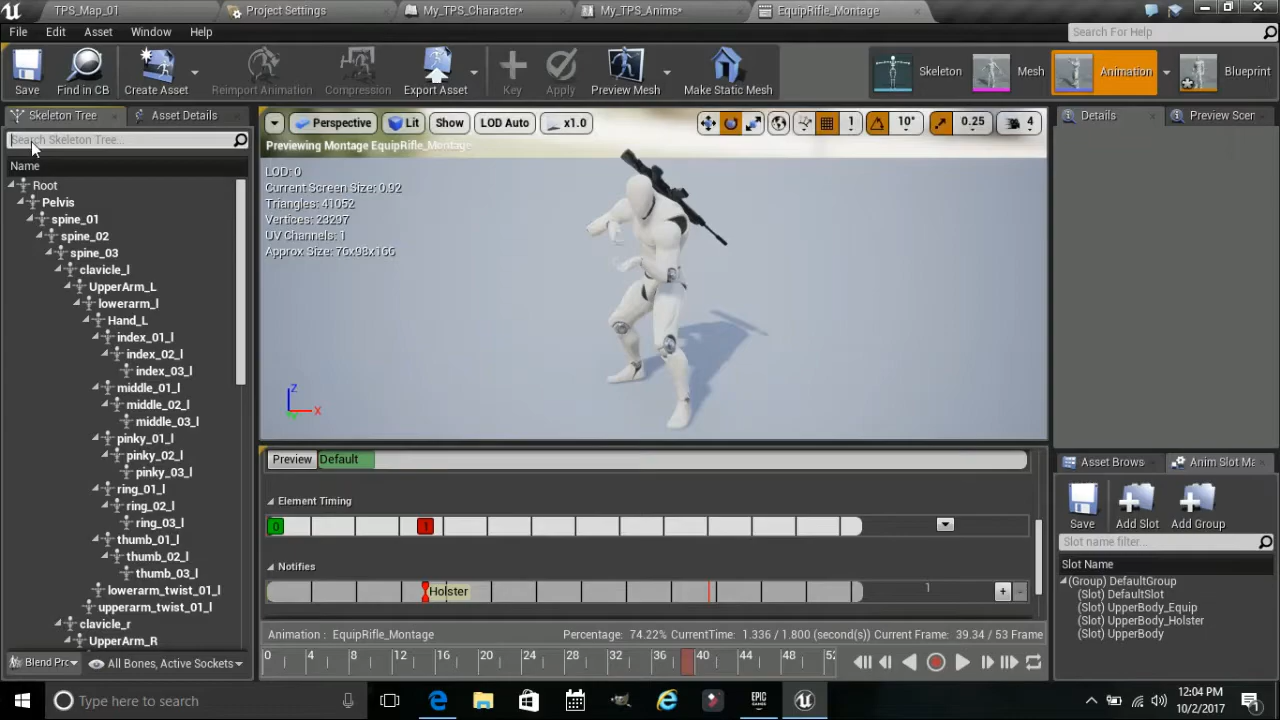 TPS_Map_01 Project Settings My_TPS_Character* My_TPS_Anims* EquipRifle_Montage
File Edit Asset Window Help Search For Help
Save Find in CB Create Asset Reimport Animation Compression Export Asset Key Apply Preview Mesh Make Static Mesh Skeleton Mesh Animation Blueprint
Skeleton Tree Asset Details
Search Skeleton Tree...
Name
Root
Pelvis
spine_01
spine_02
spine_03
clavicle_l
UpperArm_L
lowerarm_l
Hand_L
index_01_l
index_02_l
index_03_l
middle_01_l
middle_02_l
middle_03_l
pinky_01_l
pinky_02_l
pinky_03_l
ring_01_l
ring_02_l
ring_03_l
thumb_01_l
thumb_02_l
thumb_03_l
lowerarm_twist_01_l
upperarm_twist_01_l
clavicle_r
UpperArm_R
Blend Prc All Bones, Active Sockets
Perspective Lit Show LOD Auto x1.0 1 10° 0.25 4
Previewing Montage EquipRifle_Montage
LOD: 0
Current Screen Size: 0.92
Triangles: 41052
Vertices: 23297
UV Channels: 1
Approx Size: 76x98x166
Z
X
Preview Default
Element Timing
0 1
Notifies
Holster 1
Animation : EquipRifle_Montage Percentage: 74.22% CurrentTime: 1.336 / 1.800 (second(s)) Current Frame: 39.34 / 53 Frame
0 4 8 12 16 20 24 28 32 36 40 44 48 52
Details Preview Scer
Asset Brows Anim Slot Ma
Save Add Slot Add Group
Slot name filter...
Slot Name
(Group) DefaultGroup
(Slot) DefaultSlot
(Slot) UpperBody_Equip
(Slot) UpperBody_Holster
(Slot) UpperBody
Type here to search
EPIC GAMES
12:04 PM
10/2/2017
1